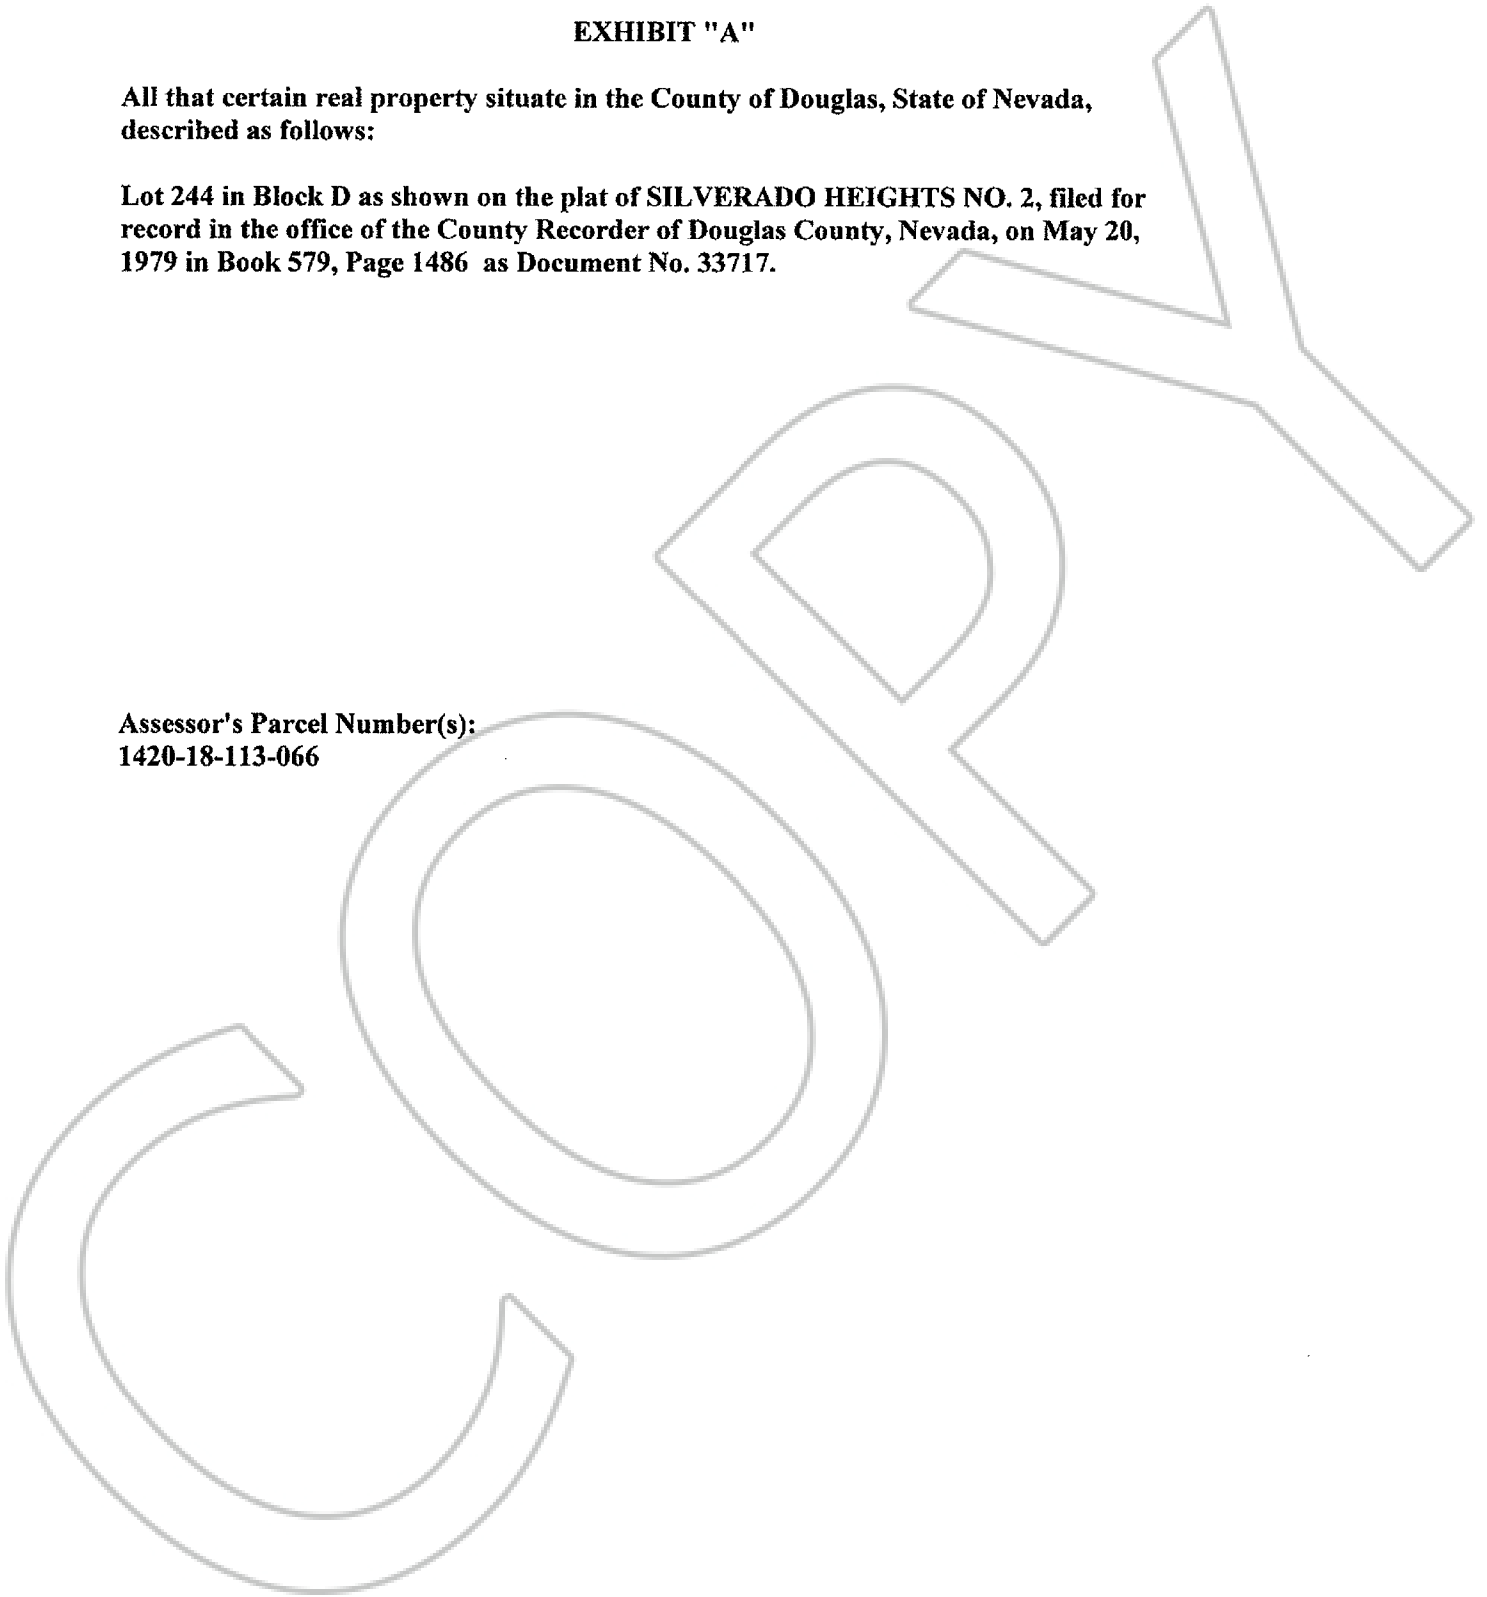 EXHIBIT "A"
All that certain real property situate in the County of Douglas, State of Nevada,
described as follows:
Lot 244 in Block D as shown on the plat of SILVERADO HEIGHTS NO. 2, filed for
record in the office of the County Recorder of Douglas County, Nevada, on May 20,
1979 in Book 579, Page 1486  as Document No. 33717.
Assessor's Parcel Number(s):
1420-18-113-066
COPY